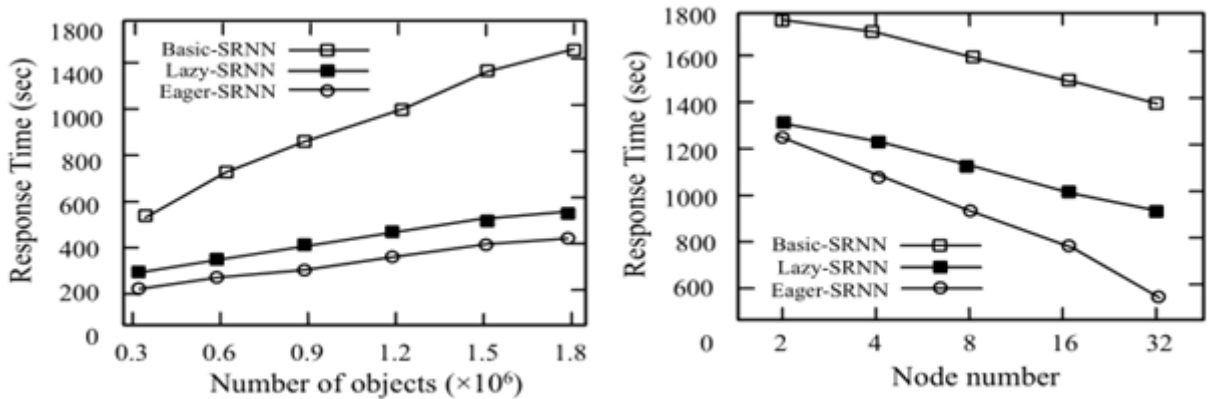 1800
1400
1000
800
600
400
200
0
Response Time (sec)
Basic-SRNN
Lazy-SRNN
Eager-SRNN
0.3 0.6 0.9 1.2 1.5 1.8
Number of objects (×10⁶)
1800
1600
1400
1200
1000
800
600
0
Response Time (sec)
Basic-SRNN
Lazy-SRNN
Eager-SRNN
2 4 8 16 32
Node number